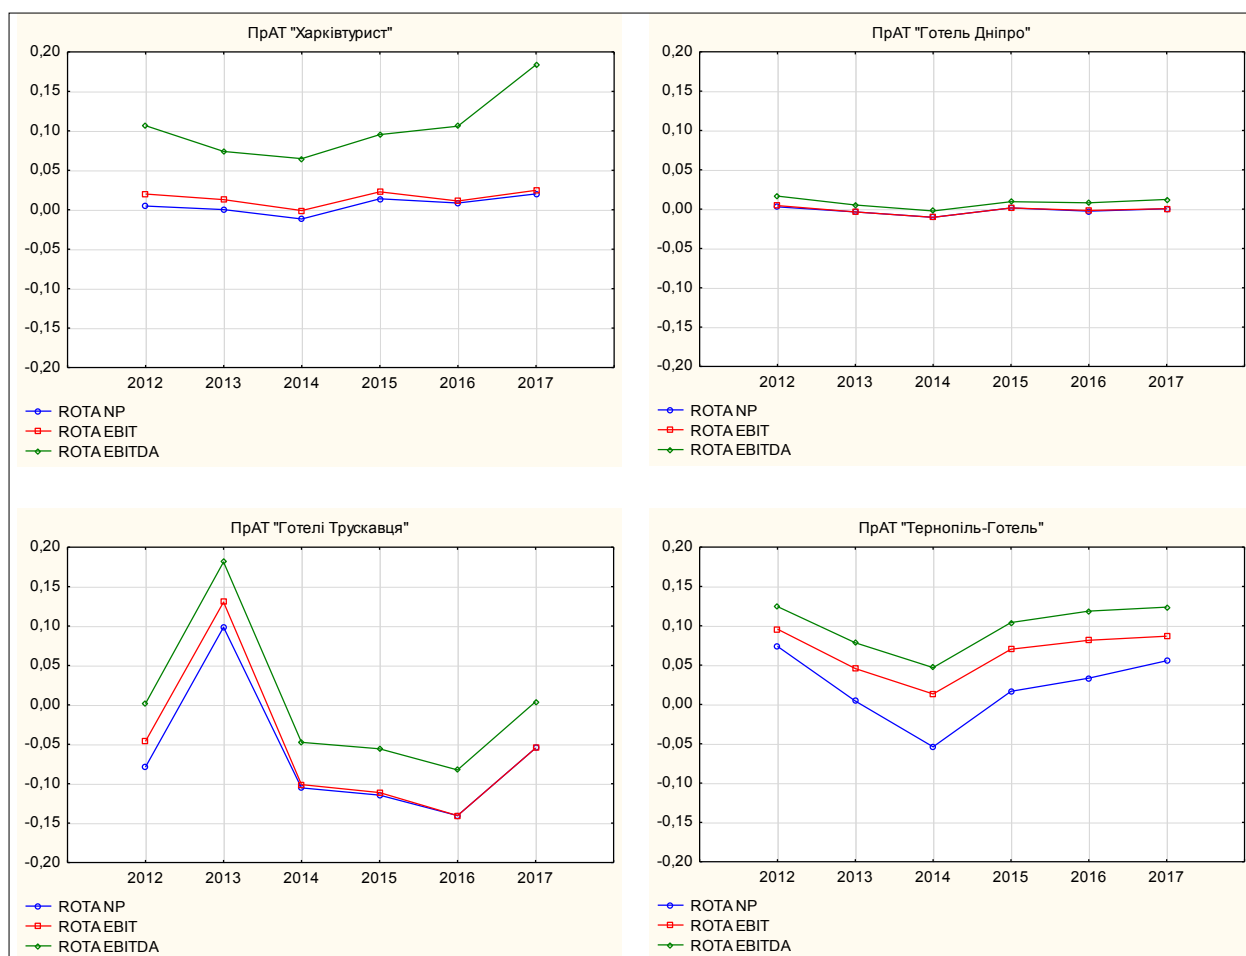 ПрАТ "Харківтурист"
0,20
0,15
0,10
0,05
0,00
-0,05
-0,10
-0,15
-0,20
2012 2013 2014 2015 2016 2017
ROTA NP
ROTA EBIT
ROTA EBITDA
ПрАТ "Готель Дніпро"
0,20
0,15
0,10
0,05
0,00
-0,05
-0,10
-0,15
-0,20
2012 2013 2014 2015 2016 2017
ROTA NP
ROTA EBIT
ROTA EBITDA
ПрАТ "Готелі Трускавця"
0,20
0,15
0,10
0,05
0,00
-0,05
-0,10
-0,15
-0,20
2012 2013 2014 2015 2016 2017
ROTA NP
ROTA EBIT
ROTA EBITDA
ПрАТ "Тернопіль-Готель"
0,20
0,15
0,10
0,05
0,00
-0,05
-0,10
-0,15
-0,20
2012 2013 2014 2015 2016 2017
ROTA NP
ROTA EBIT
ROTA EBITDA